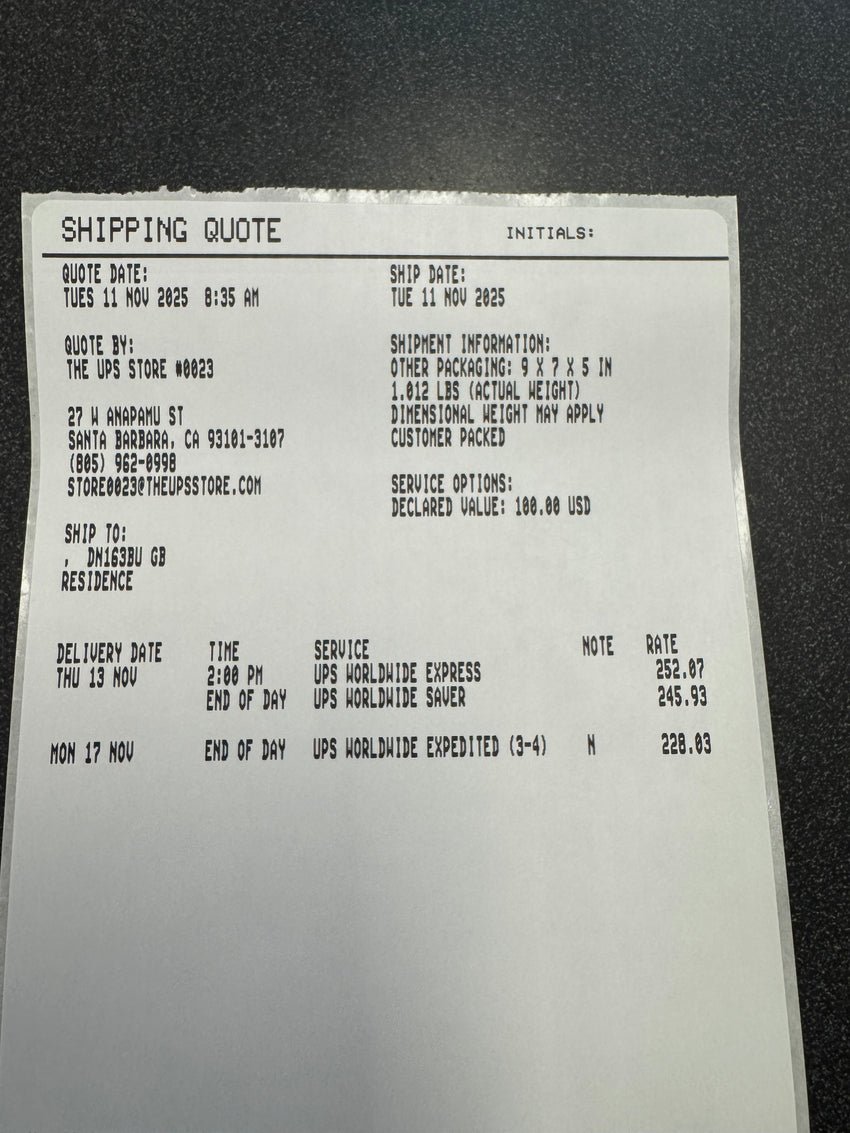 SHIPPING QUOTE
INITIALS:
QUOTE DATE:
TUES 11 NOV 2025 8:35 AM
SHIP DATE:
TUE 11 NOV 2025
QUOTE BY:
THE UPS STORE #0023
27 W ANAPAMU ST
SANTA BARBARA, CA 93101-3107
(805) 962-0998
STORE0023@THEUPSSTORE.COM
SHIPMENT INFORMATION:
OTHER PACKAGING: 9 X 7 X 5 IN
1.012 LBS (ACTUAL WEIGHT)
DIMENSIONAL WEIGHT MAY APPLY
CUSTOMER PACKED
SERVICE OPTIONS:
DECLARED VALUE: 100.00 USD
SHIP TO:
, DN163BU GB
RESIDENCE
DELIVERY DATE TIME SERVICE NOTE RATE
THU 13 NOV 2:00 PM UPS WORLDWIDE EXPRESS 252.07
END OF DAY UPS WORLDWIDE SAVER 245.93
MON 17 NOV END OF DAY UPS WORLDWIDE EXPEDITED (3-4) N 228.03